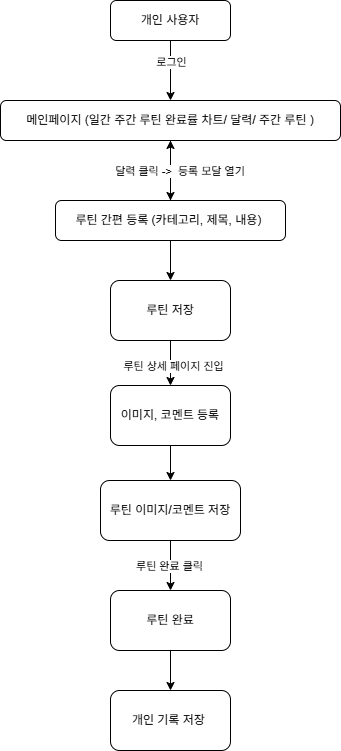 개인 사용자
로그인
메인페이지 (일간 주간 루틴 완료률 차트/ 달력/ 주간 루틴 )
달력 클릭 -> 등록 모달 열기
루틴 간편 등록 (카테고리, 제목, 내용)
루틴 저장
루틴 상세 페이지 진입
이미지, 코멘트 등록
루틴 이미지/코멘트 저장
루틴 완료 클릭
루틴 완료
개인 기록 저장